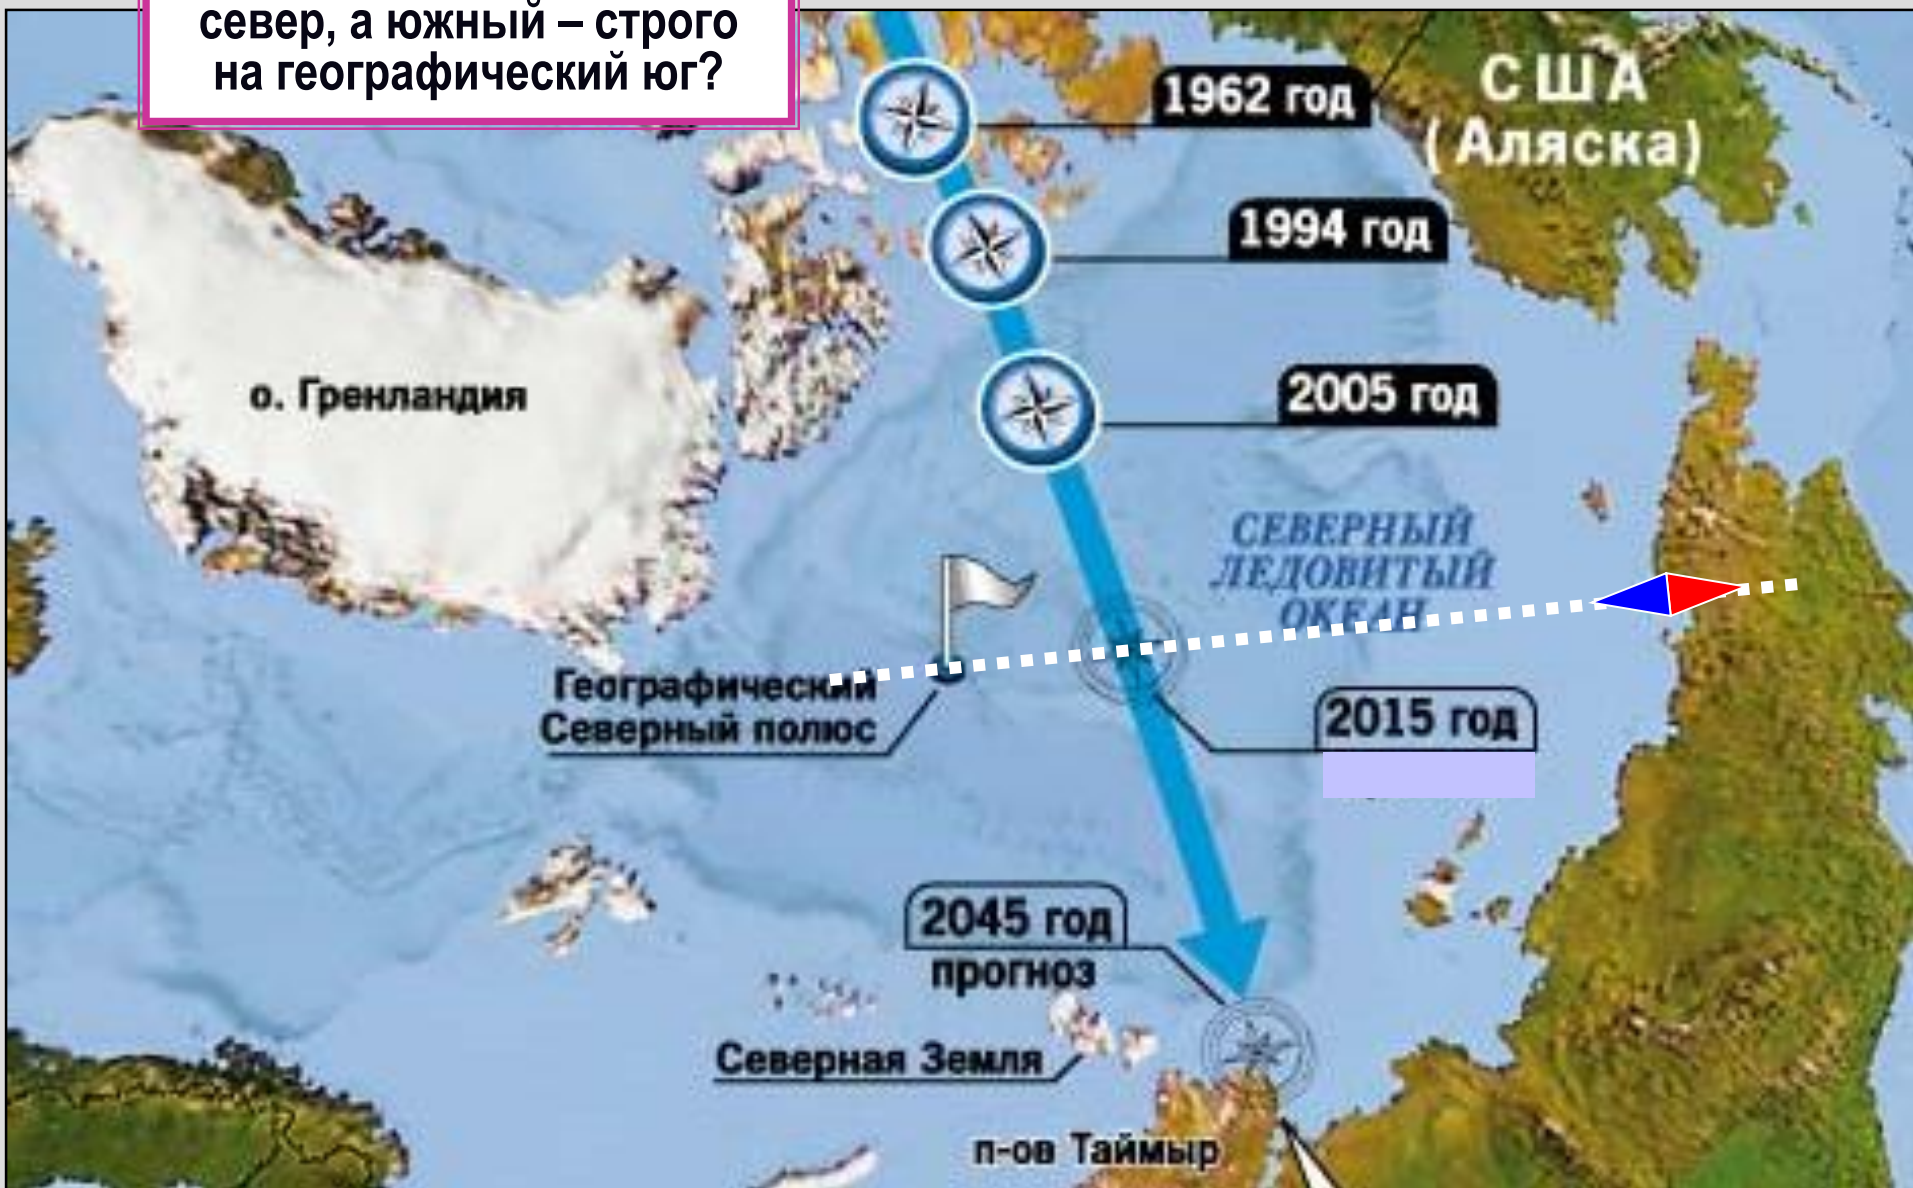 север, а южный – строго
на географический юг?
1962 год
США
(Аляска)
1994 год
о. Гренландия
2005 год
СЕВЕРНЫЙ
ЛЕДОВИТЫЙ
ОКЕАН
Географический
Северный полюс
2015 год
2045 год
прогноз
Северная Земля
п-ов Таймыр